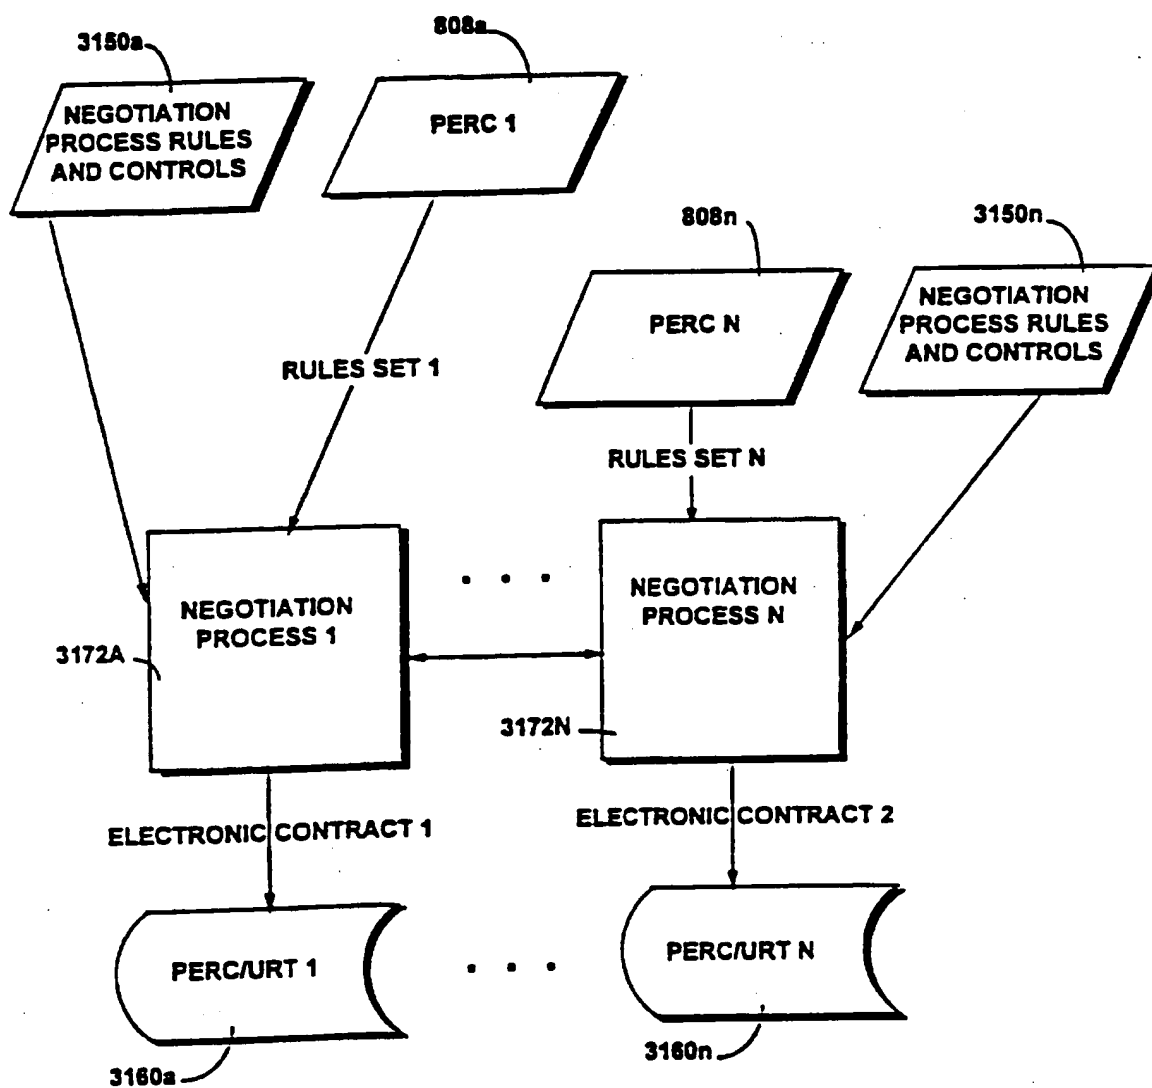 3150a
808a
NEGOTIATION
PROCESS RULES
AND CONTROLS
PERC 1
808n
3150n
PERC N
NEGOTIATION
PROCESS RULES
AND CONTROLS
RULES SET 1
RULES SET N
NEGOTIATION
PROCESS 1
. . .
NEGOTIATION
PROCESS N
3172A
3172N
ELECTRONIC CONTRACT 1
ELECTRONIC CONTRACT 2
PERC/URT 1
. . .
PERC/URT N
3160a
3160n